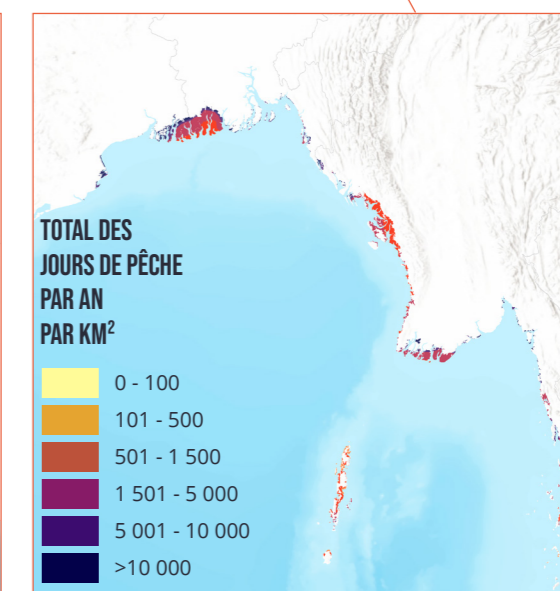 TOTAL DES
JOURS DE PÊCHE
PAR AN
PAR KM²
0 - 100
101 - 500
501 - 1 500
1 501 - 5 000
5 001 - 10 000
>10 000